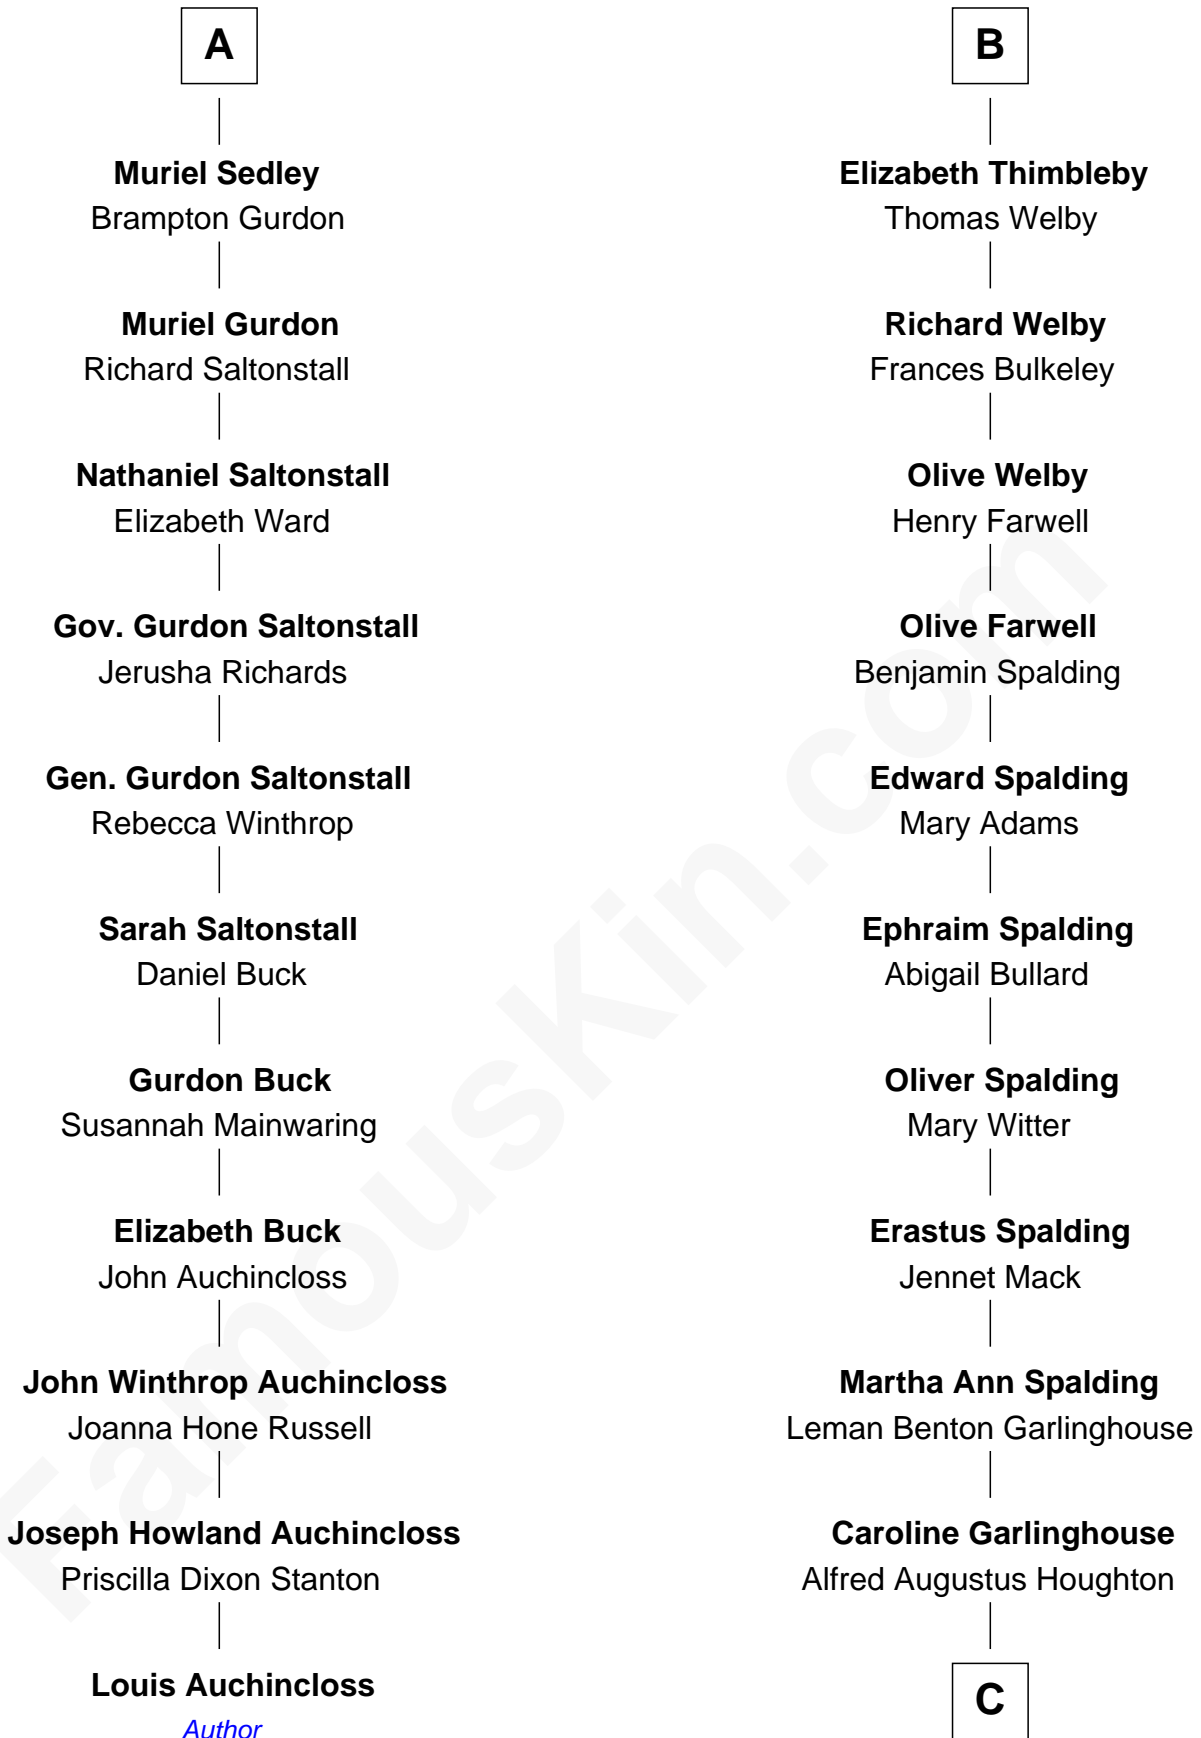 A
Muriel Sedley
Brampton Gurdon
Muriel Gurdon
Richard Saltonstall
Nathaniel Saltonstall
Elizabeth Ward
Gov. Gurdon Saltonstall
Jerusha Richards
Gen. Gurdon Saltonstall
Rebecca Winthrop
Sarah Saltonstall
Daniel Buck
Gurdon Buck
Susannah Mainwaring
Elizabeth Buck
John Auchincloss
John Winthrop Auchincloss
Joanna Hone Russell
Joseph Howland Auchincloss
Priscilla Dixon Stanton
Louis Auchincloss
Author
B
Elizabeth Thimbleby
Thomas Welby
Richard Welby
Frances Bulkeley
Olive Welby
Henry Farwell
Olive Farwell
Benjamin Spalding
Edward Spalding
Mary Adams
Ephraim Spalding
Abigail Bullard
Oliver Spalding
Mary Witter
Erastus Spalding
Jennet Mack
Martha Ann Spalding
Leman Benton Garlinghouse
Caroline Garlinghouse
Alfred Augustus Houghton
C
FamousKin.com